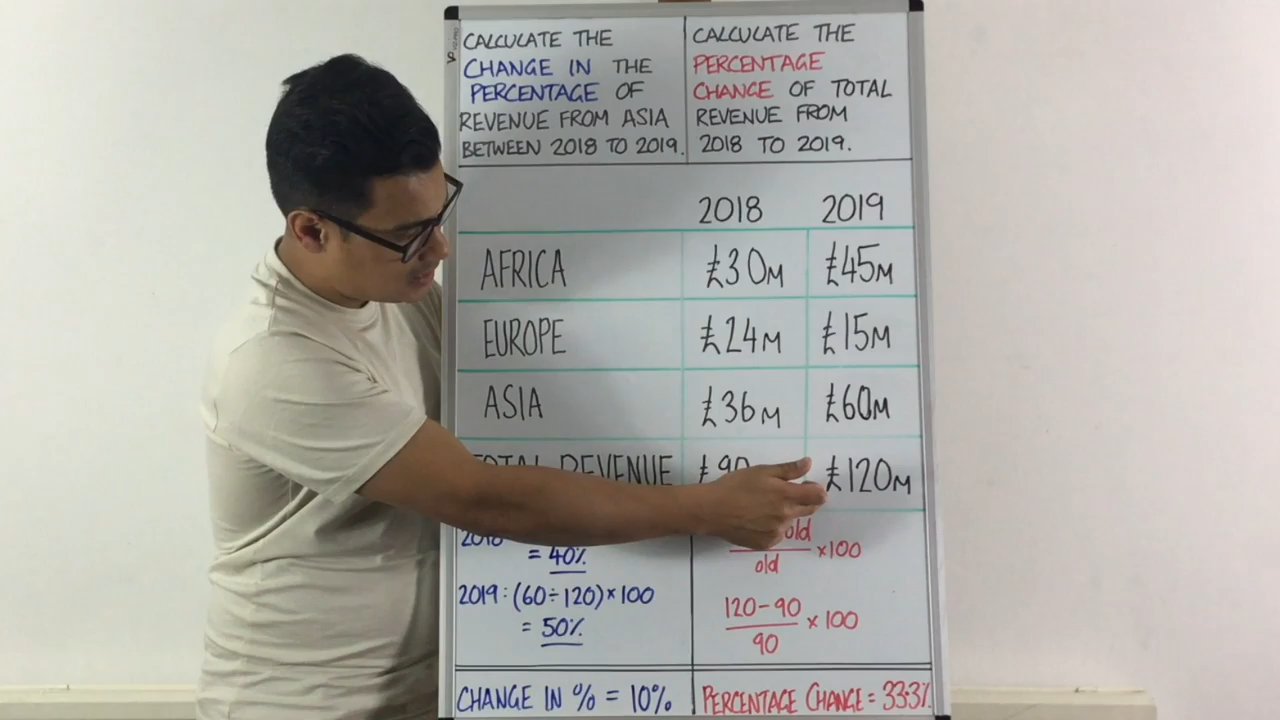 CALCULATE THE
CHANGE IN THE
PERCENTAGE OF
REVENUE FROM ASIA
BETWEEN 2018 TO 2019.
CALCULATE THE
PERCENTAGE
CHANGE OF TOTAL
REVENUE FROM
2018 TO 2019.
2018 2019
AFRICA £30M £45M
EUROPE £24M £15M
ASIA £36M £60M
TOTAL REVENUE £90 £120M
2018
= 40%
2019: (60÷120)×100
= 50%
old
old ×100
120-90
90 × 100
CHANGE IN % = 10%
PERCENTAGE CHANGE = 33.3%